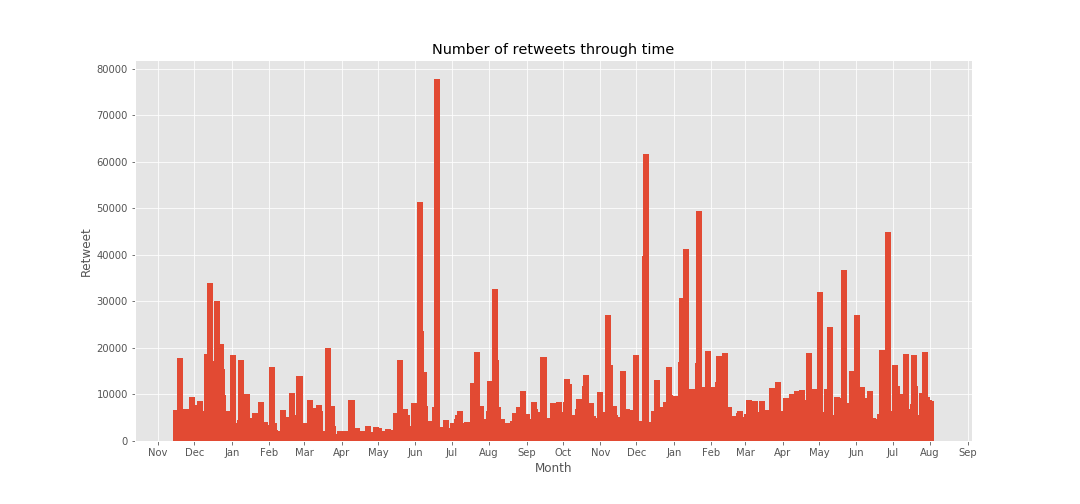 Number of retweets through time
80000
70000
60000
50000
40000
30000
20000
10000
0
Retweet
Nov Dec Jan Feb Mar Apr May Jun Jul Aug Sep Oct Nov Dec Jan Feb Mar Apr May Jun Jul Aug Sep
Month